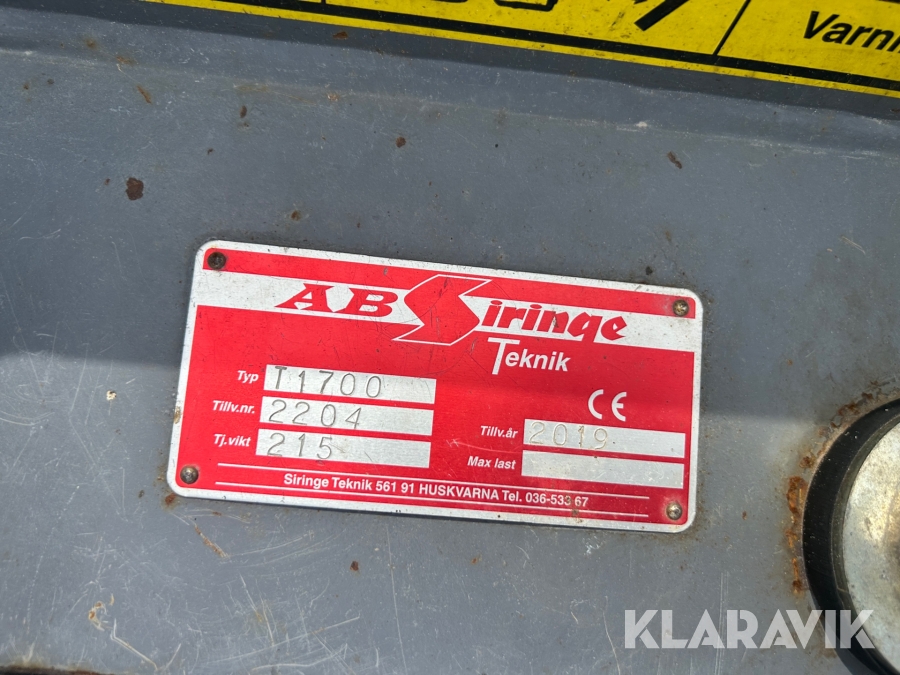 Varni
AB Siringe
Teknik
Typ T1700
Tillv.nr. 2204
Tj.vikt 215
CE
Tillv.år 2019
Max last
Siringe Teknik 561 91 HUSKVARNA Tel. 036-533 67
KLARAVIK